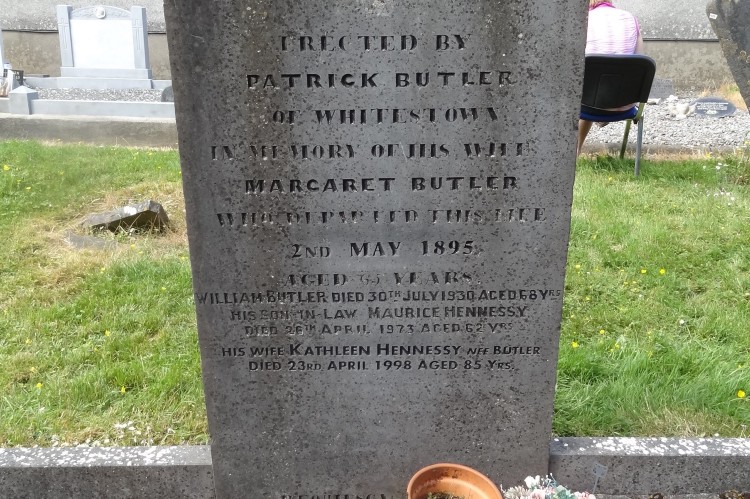 ERECTED BY
PATRICK BUTLER
OF WHITESTOWN
IN MEMORY OF HIS WIFE
MARGARET BUTLER
WHO DEPARTED THIS LIFE
2ND MAY 1895
AGED YEARS
WILLIAM BUTLER DIED 30TH JULY 1930 AGED 68 YRS
HIS SON-IN-LAW MAURICE HENNESSY
DIED 26TH APRIL 1973 AGED 62 YRS
HIS WIFE KATHLEEN HENNESSY NEE BUTLER
DIED 23RD APRIL 1998 AGED 85 YRS.